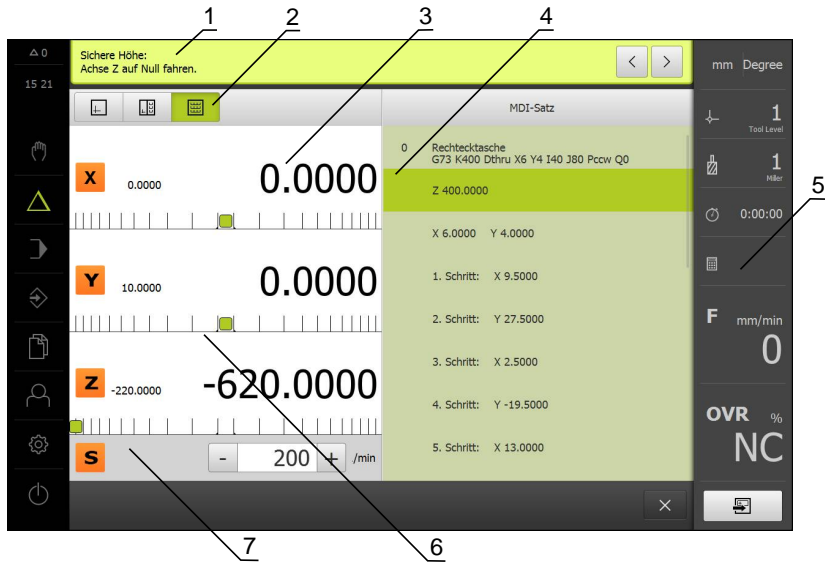 1
2
3
4
0
15 21
Sichere Höhe:
Achse Z auf Null fahren.
< >
mm Degree
MDI-Satz
X 0.0000 0.0000
Y 10.0000 0.0000
Z -220.0000 -620.0000
S - 200 + /min
0 Rechtecktasche
G73 K400 Dthru X6 Y4 I40 J80 Pccw Q0
Z 400.0000
X 6.0000 Y 4.0000
1. Schritt: X 9.5000
2. Schritt: Y 27.5000
3. Schritt: X 2.5000
4. Schritt: Y -19.5000
5. Schritt: X 13.0000
1
Tool Level
1
Miller
0:00:00
5
F mm/min
0
OVR %
NC
7
6